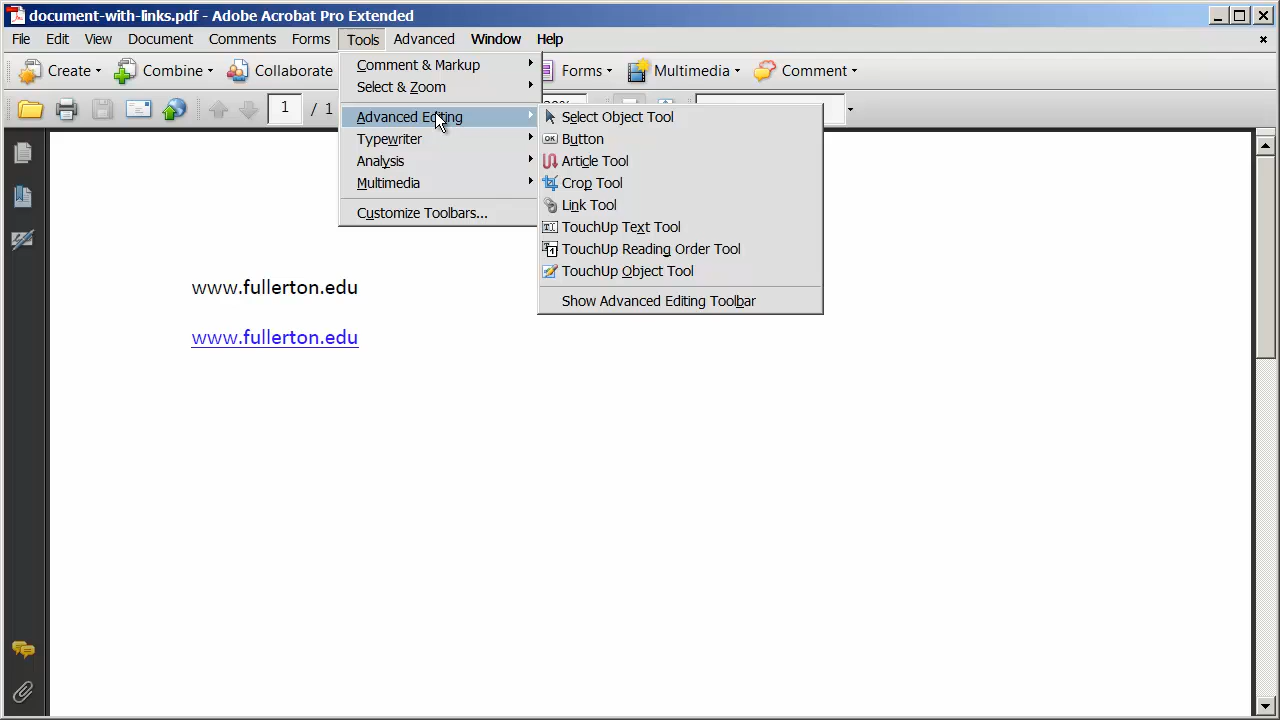 document-with-links.pdf - Adobe Acrobat Pro Extended
File Edit View Document Comments Forms Tools Advanced Window Help
Create Combine Collaborate Forms Multimedia Comment
1 / 1
Comment & Markup
Select & Zoom
Advanced Editing
Typewriter
Analysis
Multimedia
Customize Toolbars...
Select Object Tool
OK Button
Article Tool
Crop Tool
Link Tool
TouchUp Text Tool
TouchUp Reading Order Tool
TouchUp Object Tool
Show Advanced Editing Toolbar
www.fullerton.edu
www.fullerton.edu